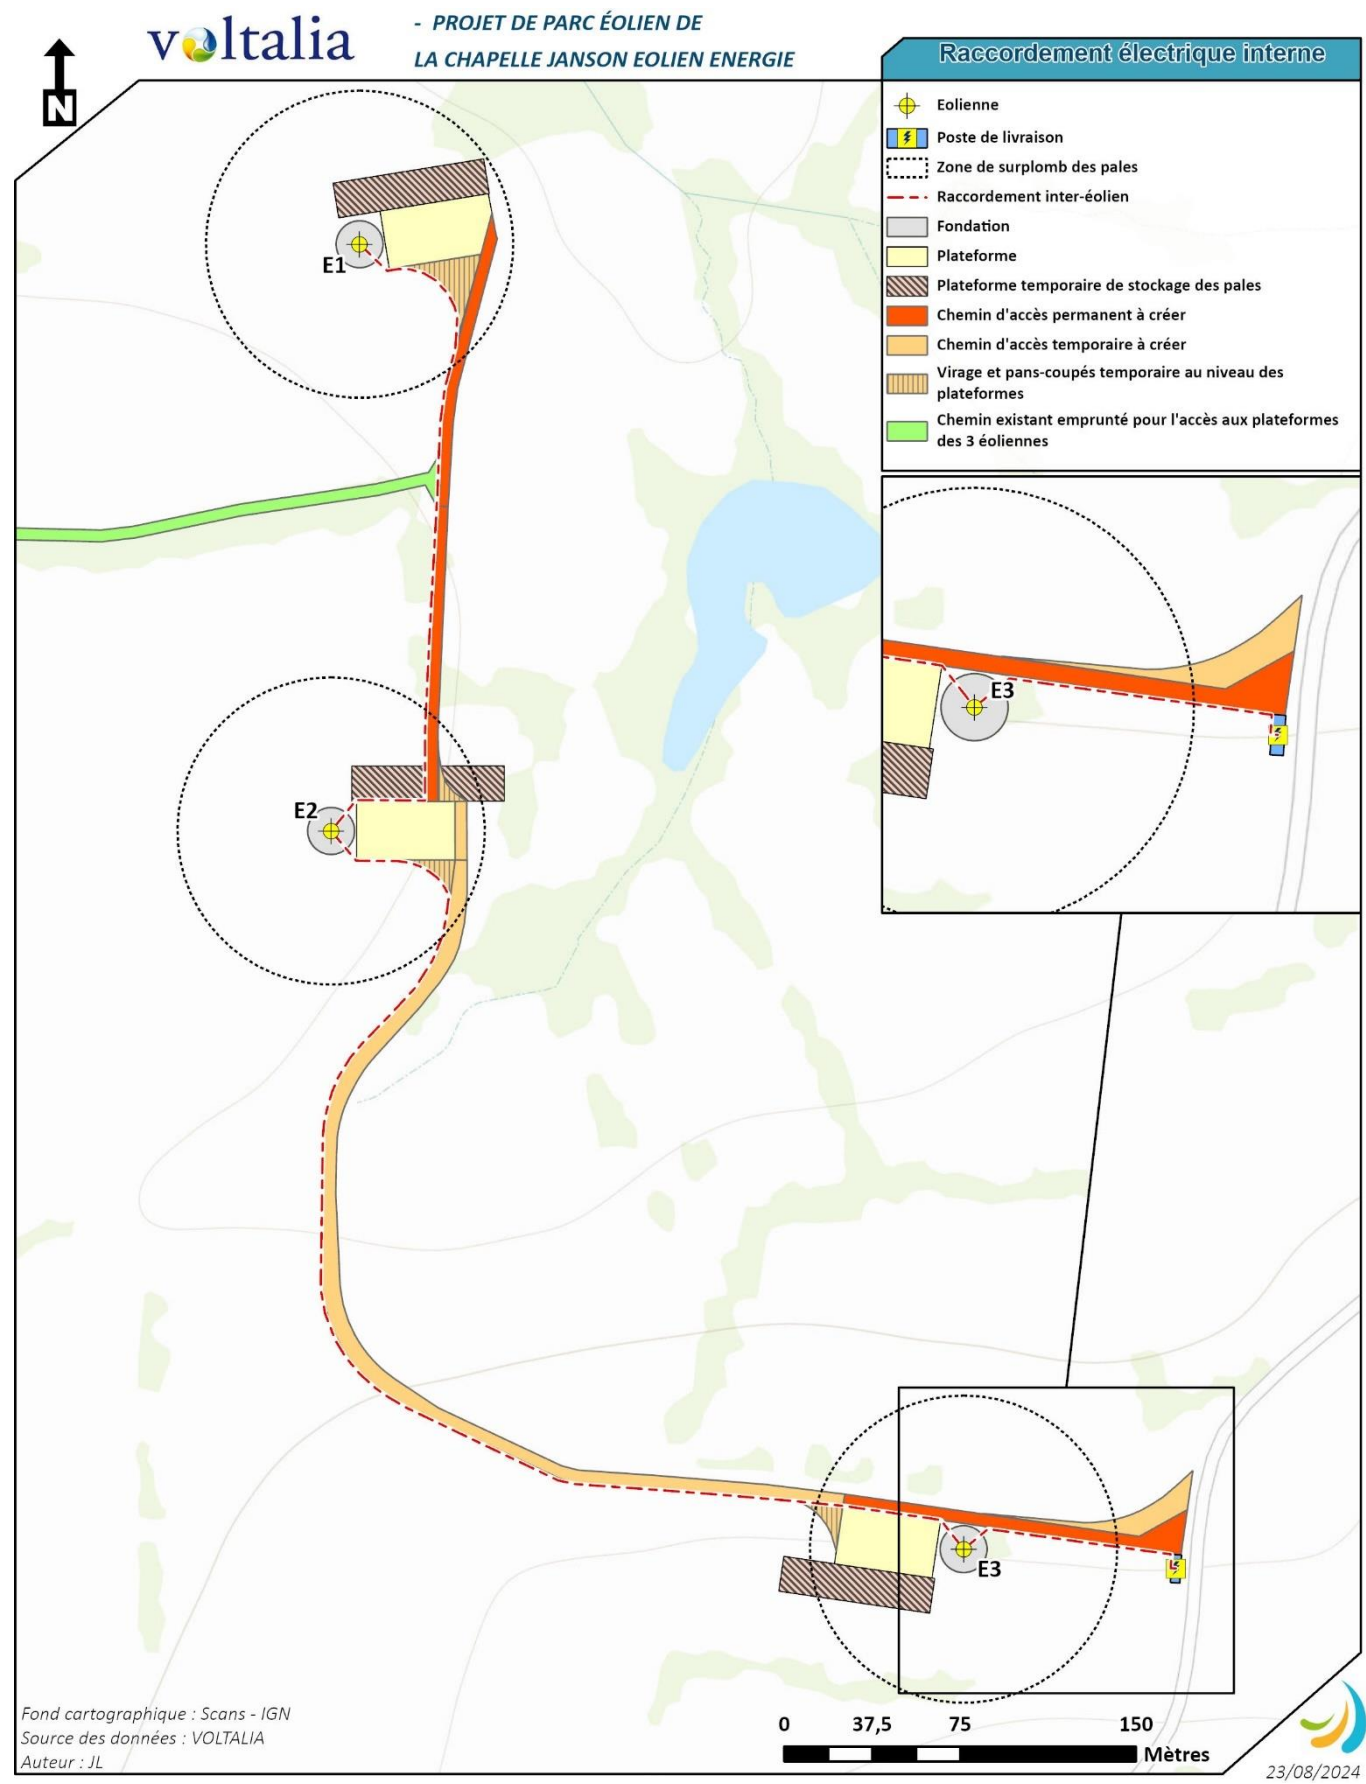 voltalia
- PROJET DE PARC ÉOLIEN DE
LA CHAPELLE JANSON EOLIEN ENERGIE
N
Raccordement électrique interne
Eolienne
Poste de livraison
Zone de surplomb des pales
Raccordement inter-éolien
Fondation
Plateforme
Plateforme temporaire de stockage des pales
Chemin d'accès permanent à créer
Chemin d'accès temporaire à créer
Virage et pans-coupés temporaire au niveau des
plateformes
Chemin existant emprunté pour l'accès aux plateformes
des 3 éoliennes
E1
E3
E2
E3
Fond cartographique : Scans - IGN
Source des données : VOLTALIA
Auteur : JL
0 37,5 75 150
Mètres
23/08/2024